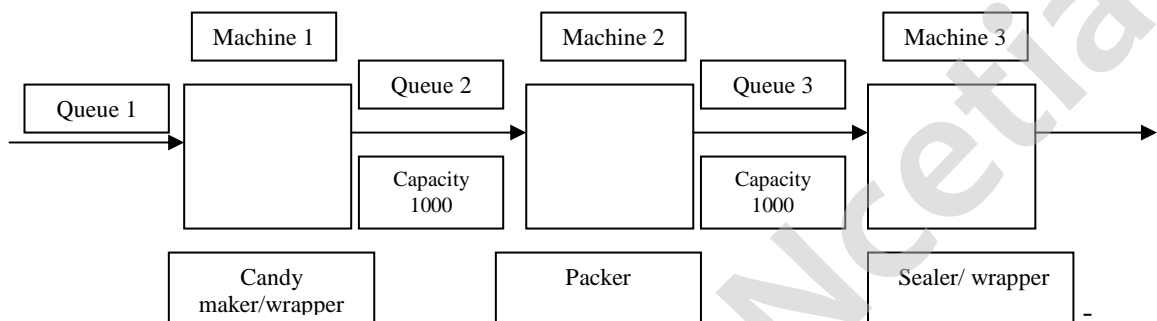 Machine 1
Machine 2
Machine 3
Queue 1
Queue 2
Queue 3
Capacity
1000
Capacity
1000
Candy
maker/wrapper
Packer
Sealer/ wrapper
-
Ncetia